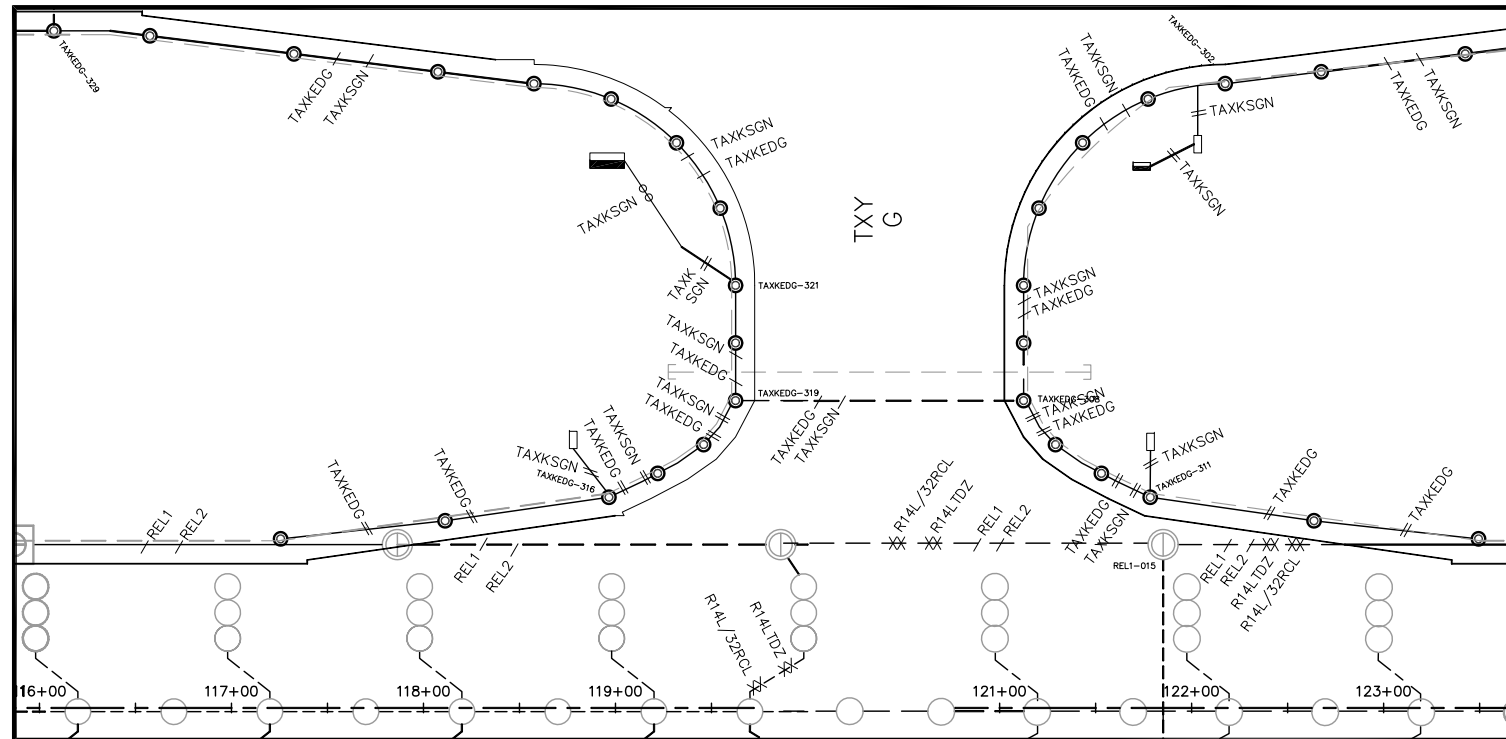 TAXKEDG-329
TAXKEDG
TAXKSGN
TAXKSGN
TAXKEDG
TAXKSGN
TAXK
SGN
TAXKEDG-321
TAXKSGN
TAXKEDG
TAXKEDG-319
TAXKSGN
TAXKEDG
TAXKSGN
TAXKEDG
TAXKSGN
TAXKEDG-316
TAXKEDG
TAXKEDG
REL1
REL2
REL1
REL2
TXY
G
TAXKEDG
TAXKSGN
TAXKEDG-302
TAXKSGN
TAXKEDG
TAXKSGN
TAXKSGN
TAXKEDG
TAXKSGN
TAXKSGN
TAXKEDG
TAXKSGN
TAXKEDG
TAXKSGN
TAXKEDG-311
TAXKEDG
TAXKSGN
TAXKEDG
TAXKEDG
R14L/32RCL
R14LTDZ
REL1
REL2
REL1-015
REL1
REL2
R14LTDZ
R14L/32RCL
R14L/32RCL
R14LTDZ
116+00
117+00
118+00
119+00
121+00
122+00
123+00